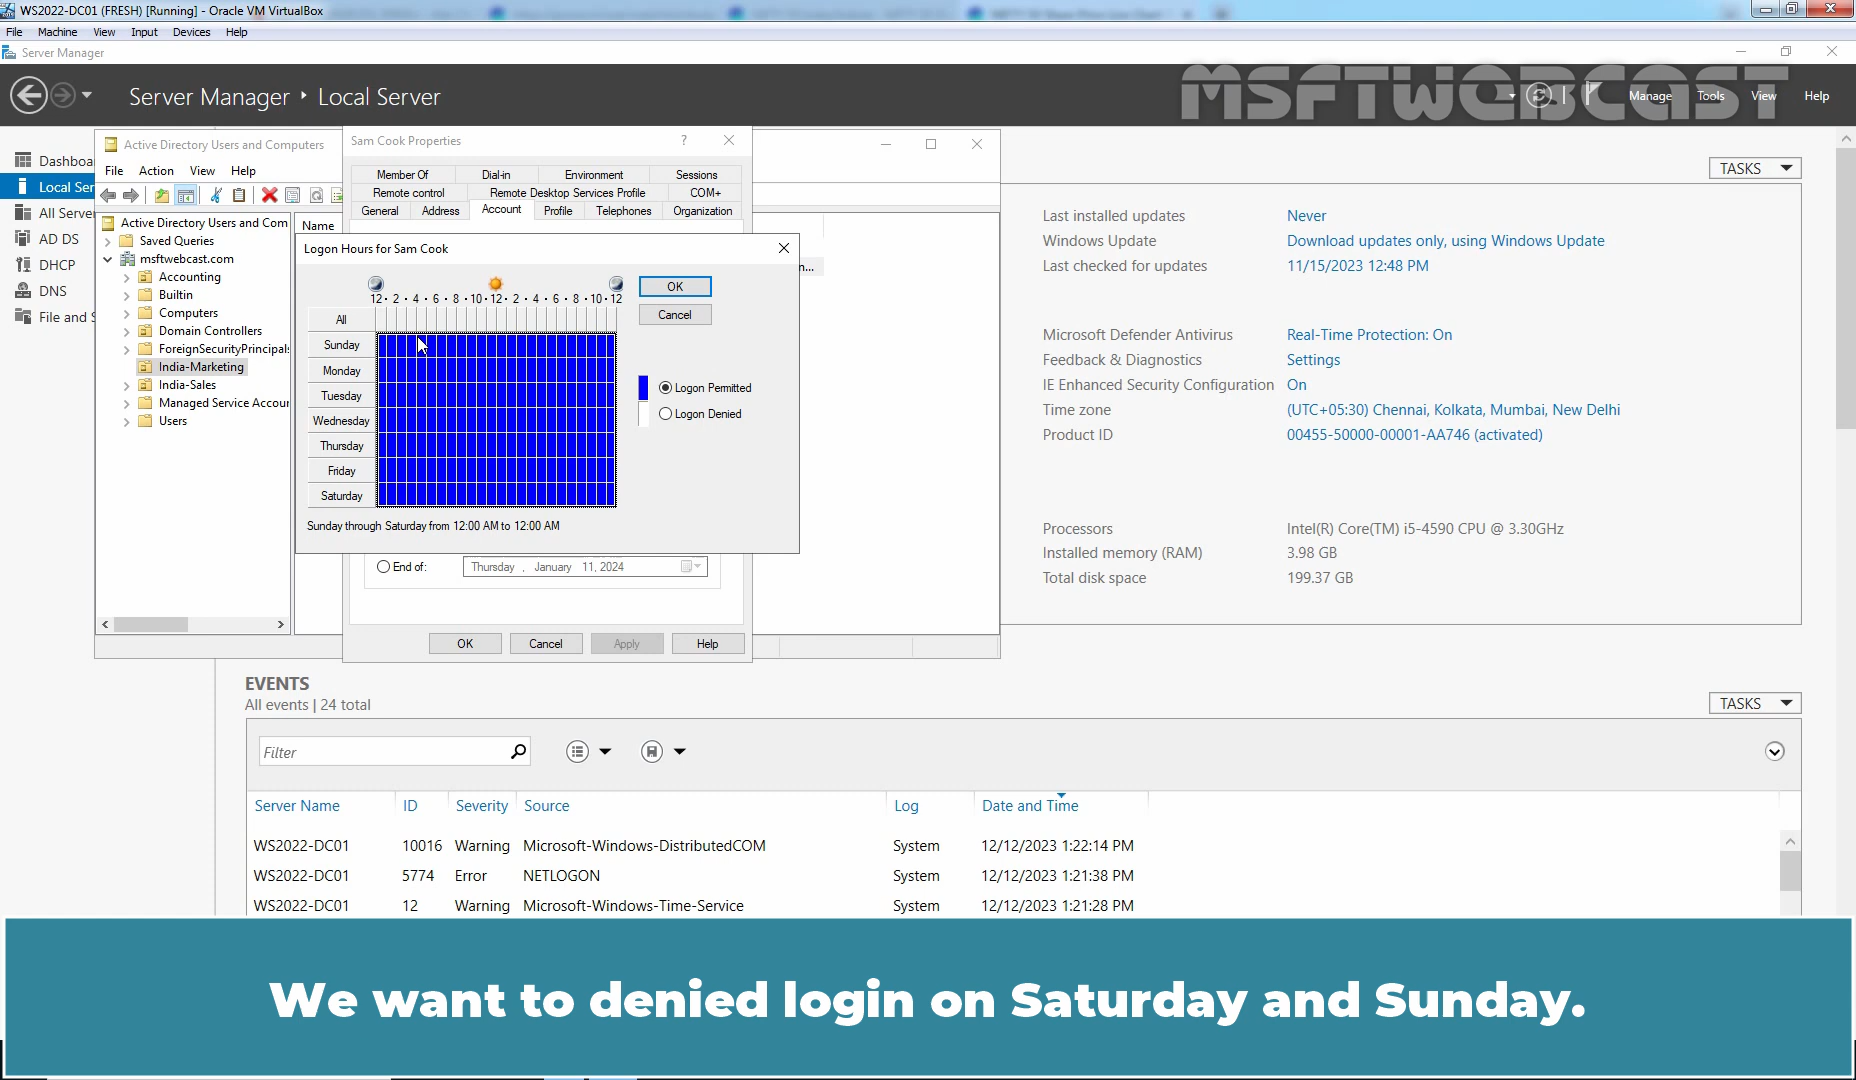 WS2022-DC01 (FRESH) [Running] - Oracle VM VirtualBox
File Machine View Input Devices Help
Server Manager
Server Manager ‣ Local Server
MSFTWEBCAST
Manage Tools View Help
Dashboa
Local Ser
All Server
AD DS
DHCP
DNS
File and S
Active Directory Users and Computers
File Action View Help
Active Directory Users and Com
Saved Queries
msftwebcast.com
Accounting
Builtin
Computers
Domain Controllers
ForeignSecurityPrincipals
India-Marketing
India-Sales
Managed Service Accour
Users
Name
n...
Sam Cook Properties
Member Of Dial-in Environment Sessions
Remote control Remote Desktop Services Profile COM+
General Address Account Profile Telephones Organization
Logon Hours for Sam Cook
12 · 2 · 4 · 6 · 8 · 10 · 12 · 2 · 4 · 6 · 8 · 10 · 12
All
Sunday
Monday
Tuesday
Wednesday
Thursday
Friday
Saturday
OK
Cancel
Logon Permitted
Logon Denied
Sunday through Saturday from 12:00 AM to 12:00 AM
End of: Thursday , January 11, 2024
OK Cancel Apply Help
TASKS
Last installed updates Never
Windows Update Download updates only, using Windows Update
Last checked for updates 11/15/2023 12:48 PM
Microsoft Defender Antivirus Real-Time Protection: On
Feedback & Diagnostics Settings
IE Enhanced Security Configuration On
Time zone (UTC+05:30) Chennai, Kolkata, Mumbai, New Delhi
Product ID 00455-50000-00001-AA746 (activated)
Processors Intel(R) Core(TM) i5-4590 CPU @ 3.30GHz
Installed memory (RAM) 3.98 GB
Total disk space 199.37 GB
EVENTS
All events | 24 total
TASKS
Filter
Server Name ID Severity Source Log Date and Time
WS2022-DC01 10016 Warning Microsoft-Windows-DistributedCOM System 12/12/2023 1:22:14 PM
WS2022-DC01 5774 Error NETLOGON System 12/12/2023 1:21:38 PM
WS2022-DC01 12 Warning Microsoft-Windows-Time-Service System 12/12/2023 1:21:28 PM
We want to denied login on Saturday and Sunday.